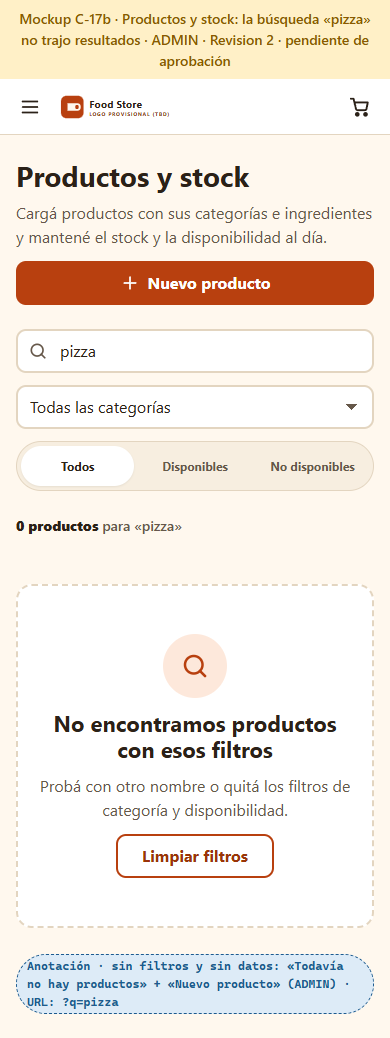 Mockup C-17b · Productos y stock: la búsqueda «pizza»
no trajo resultados · ADMIN · Revision 2 · pendiente de
aprobación
Food Store
LOGO PROVISIONAL (TBD)
Productos y stock
Cargá productos con sus categorías e ingredientes
y mantené el stock y la disponibilidad al día.
Nuevo producto
pizza
Todas las categorías
Todos Disponibles No disponibles
0 productos para «pizza»
No encontramos productos
con esos filtros
Probá con otro nombre o quitá los filtros de
categoría y disponibilidad.
Limpiar filtros
Anotación · sin filtros y sin datos: «Todavía
no hay productos» + «Nuevo producto» (ADMIN) ·
URL: ?q=pizza